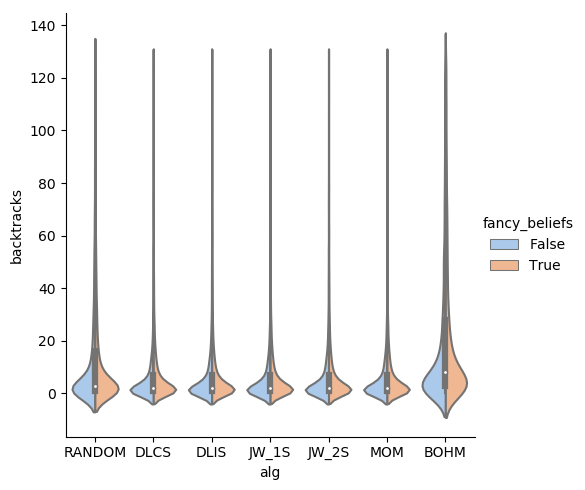 140
120
100
80
60
40
20
0
backtracks
RANDOM DLCS DLIS JW_1S JW_2S MOM BOHM
alg
fancy_beliefs
False
True